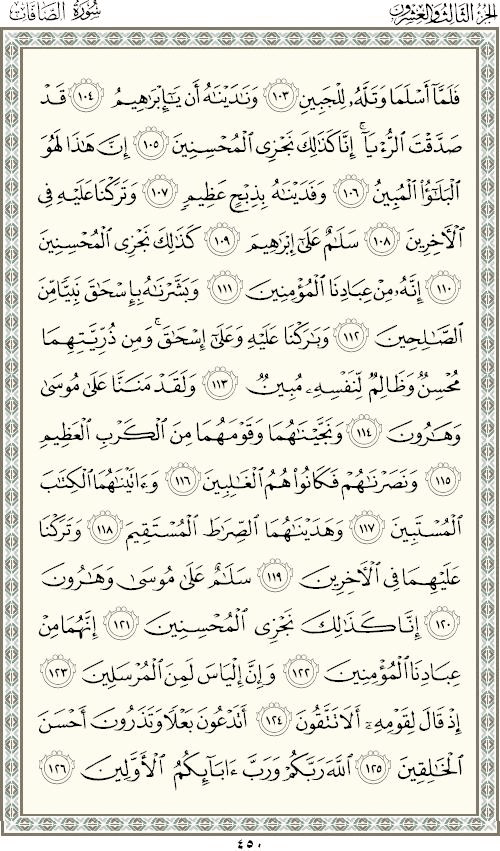 الجزء الثالث والعشرون سورة الصافات
فَلَمَّآ أَسْلَمَا وَتَلَّهُۥ لِلْجَبِينِ ١٠٣ وَنَٰدَيْنَٰهُ أَن يَٰٓإِبْرَٰهِيمُ ١٠٤ قَدْ
صَدَّقْتَ ٱلرُّءْيَآ ۚ إِنَّا كَذَٰلِكَ نَجْزِى ٱلْمُحْسِنِينَ ١٠٥ إِنَّ هَٰذَا لَهُوَ
ٱلْبَلَٰٓؤُا۟ ٱلْمُبِينُ ١٠٦ وَفَدَيْنَٰهُ بِذِبْحٍ عَظِيمٍ ١٠٧ وَتَرَكْنَا عَلَيْهِ فِى
ٱلْءَاخِرِينَ ١٠٨ سَلَٰمٌ عَلَىٰٓ إِبْرَٰهِيمَ ١٠٩ كَذَٰلِكَ نَجْزِى ٱلْمُحْسِنِينَ
١١٠ إِنَّهُۥ مِنْ عِبَادِنَا ٱلْمُؤْمِنِينَ ١١١ وَبَشَّرْنَٰهُ بِإِسْحَٰقَ نَبِيًّا مِّنَ
ٱلصَّٰلِحِينَ ١١٢ وَبَٰرَكْنَا عَلَيْهِ وَعَلَىٰٓ إِسْحَٰقَ ۚ وَمِن ذُرِّيَّتِهِمَا
مُحْسِنٌ وَظَالِمٌ لِّنَفْسِهِۦ مُبِينٌ ١١٣ وَلَقَدْ مَنَنَّا عَلَىٰ مُوسَىٰ
وَهَٰرُونَ ١١٤ وَنَجَّيْنَٰهُمَا وَقَوْمَهُمَا مِنَ ٱلْكَرْبِ ٱلْعَظِيمِ
١١٥ وَنَصَرْنَٰهُمْ فَكَانُوا۟ هُمُ ٱلْغَٰلِبِينَ ١١٦ وَءَاتَيْنَٰهُمَا ٱلْكِتَٰبَ
ٱلْمُسْتَبِينَ ١١٧ وَهَدَيْنَٰهُمَا ٱلصِّرَٰطَ ٱلْمُسْتَقِيمَ ١١٨ وَتَرَكْنَا
عَلَيْهِمَا فِى ٱلْءَاخِرِينَ ١١٩ سَلَٰمٌ عَلَىٰ مُوسَىٰ وَهَٰرُونَ
١٢٠ إِنَّا كَذَٰلِكَ نَجْزِى ٱلْمُحْسِنِينَ ١٢١ إِنَّهُمَا مِنْ
عِبَادِنَا ٱلْمُؤْمِنِينَ ١٢٢ وَإِنَّ إِلْيَاسَ لَمِنَ ٱلْمُرْسَلِينَ ١٢٣
إِذْ قَالَ لِقَوْمِهِۦٓ أَلَا تَتَّقُونَ ١٢٤ أَتَدْعُونَ بَعْلًا وَتَذَرُونَ أَحْسَنَ
ٱلْخَٰلِقِينَ ١٢٥ ٱللَّهَ رَبَّكُمْ وَرَبَّ ءَابَآئِكُمُ ٱلْأَوَّلِينَ ١٢٦
٤٥٠